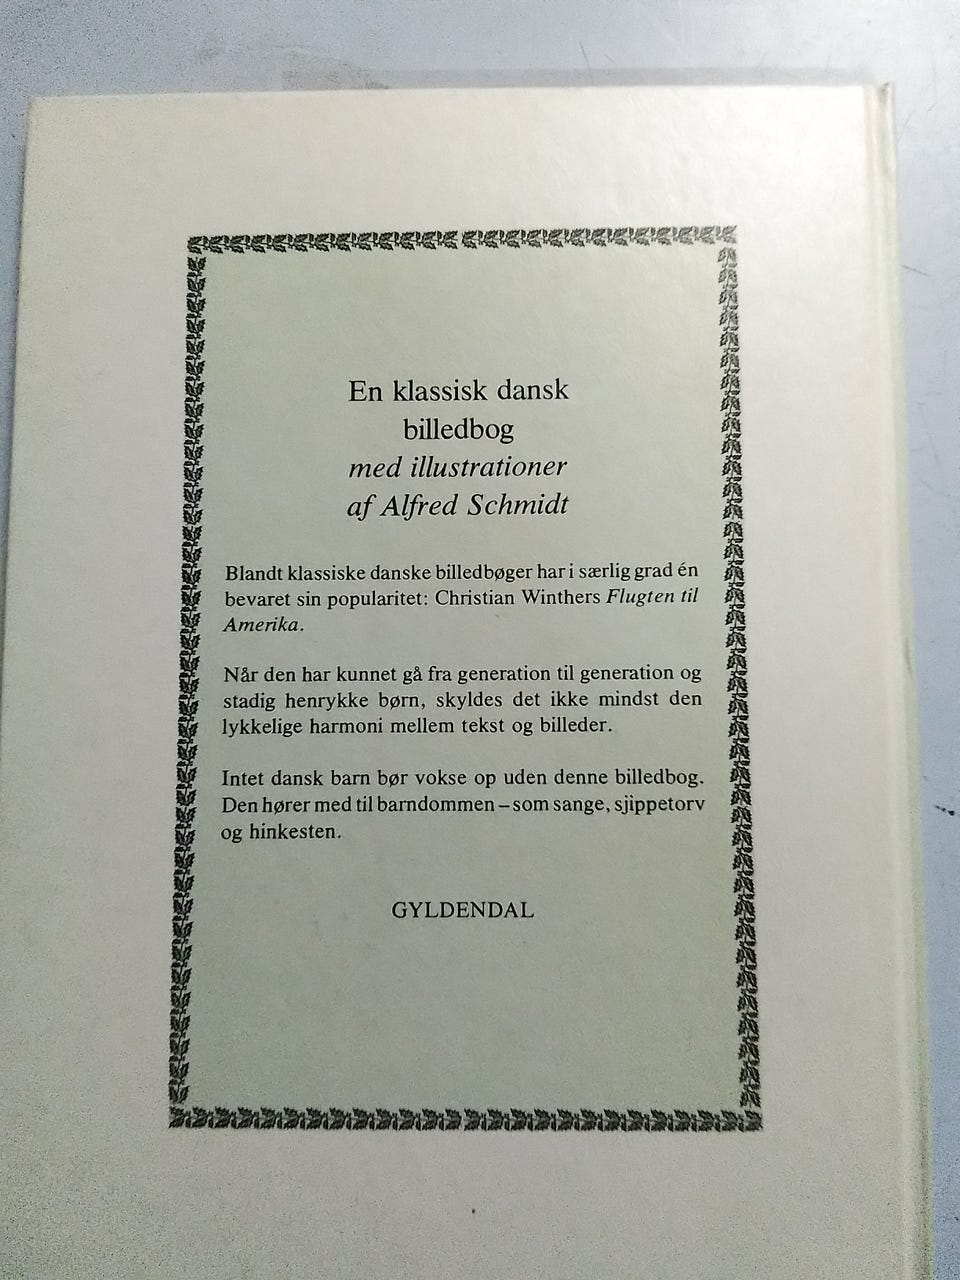 En klassisk dansk
billedbog
med illustrationer
af Alfred Schmidt
Blandt klassiske danske billedbøger har i særlig grad én
bevaret sin popularitet: Christian Winthers Flugten til
Amerika.
Når den har kunnet gå fra generation til generation og
stadig henrykke børn, skyldes det ikke mindst den
lykkelige harmoni mellem tekst og billeder.
Intet dansk barn bør vokse op uden denne billedbog.
Den hører med til barndommen – som sange, sjippetorv
og hinkesten.
GYLDENDAL